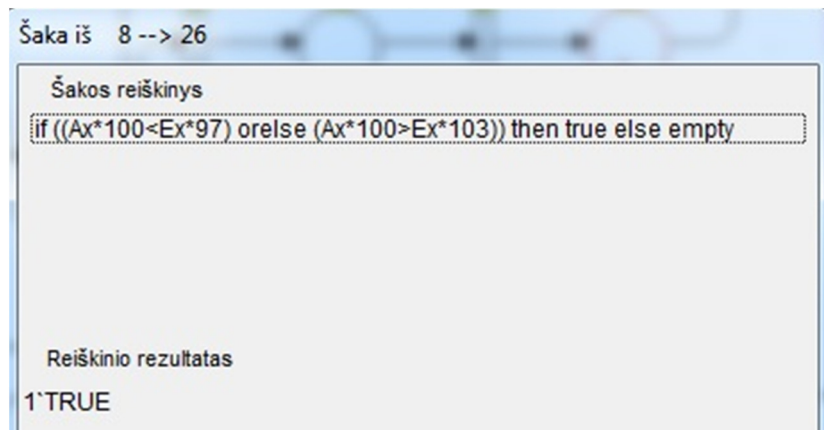 Šaka iš 8 --> 26
Šakos reiškinys
if ((Ax*100<Ex*97) orelse (Ax*100>Ex*103)) then true else empty
Reiškinio rezultatas
1`TRUE